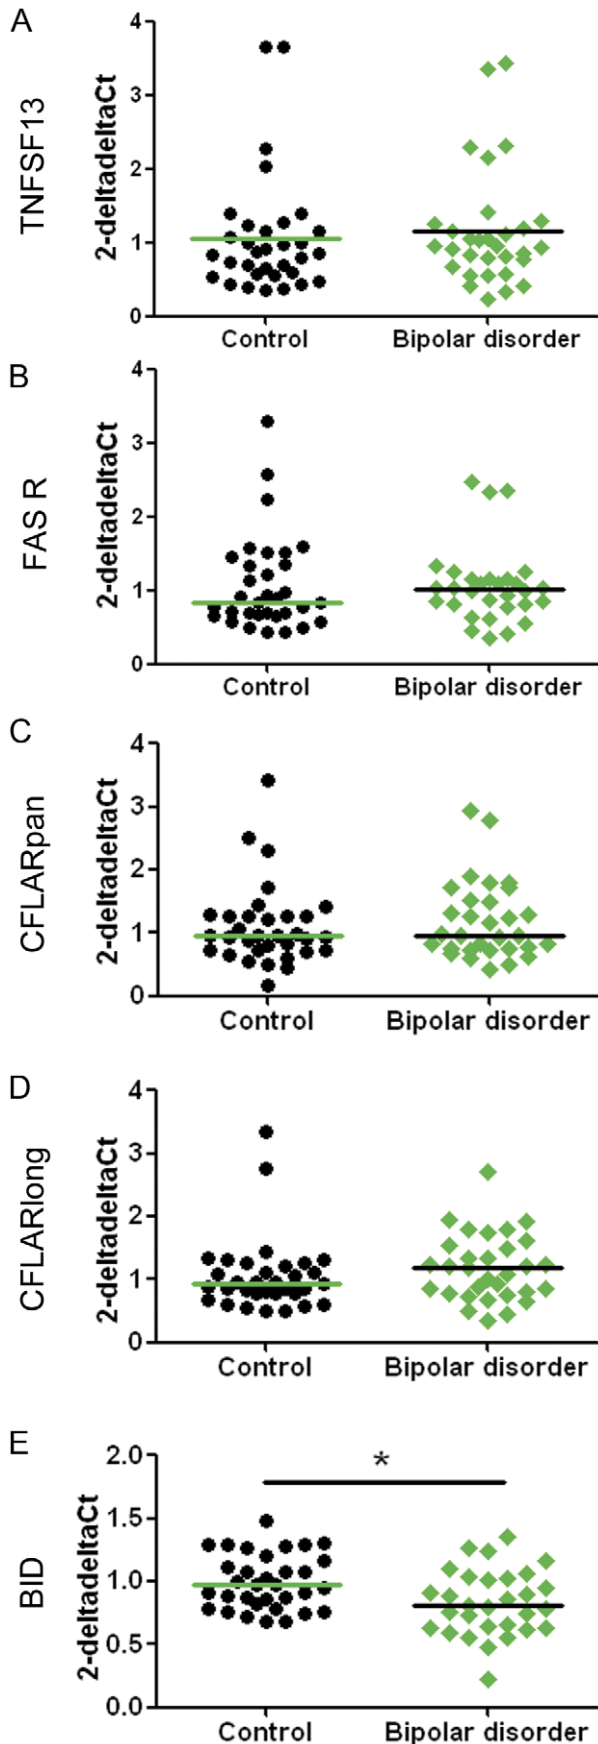 A
TNFSF13
2-deltadeltaCt
4
3
2
1
0
Control
Bipolar disorder
B
FAS R
2-deltadeltaCt
4
3
2
1
0
Control
Bipolar disorder
C
CFLARpan
2-deltadeltaCt
4
3
2
1
0
Control
Bipolar disorder
D
CFLARlong
2-deltadeltaCt
4
3
2
1
0
Control
Bipolar disorder
E
BID
2-deltadeltaCt
2.0
1.5
1.0
0.5
0.0
*
Control
Bipolar disorder